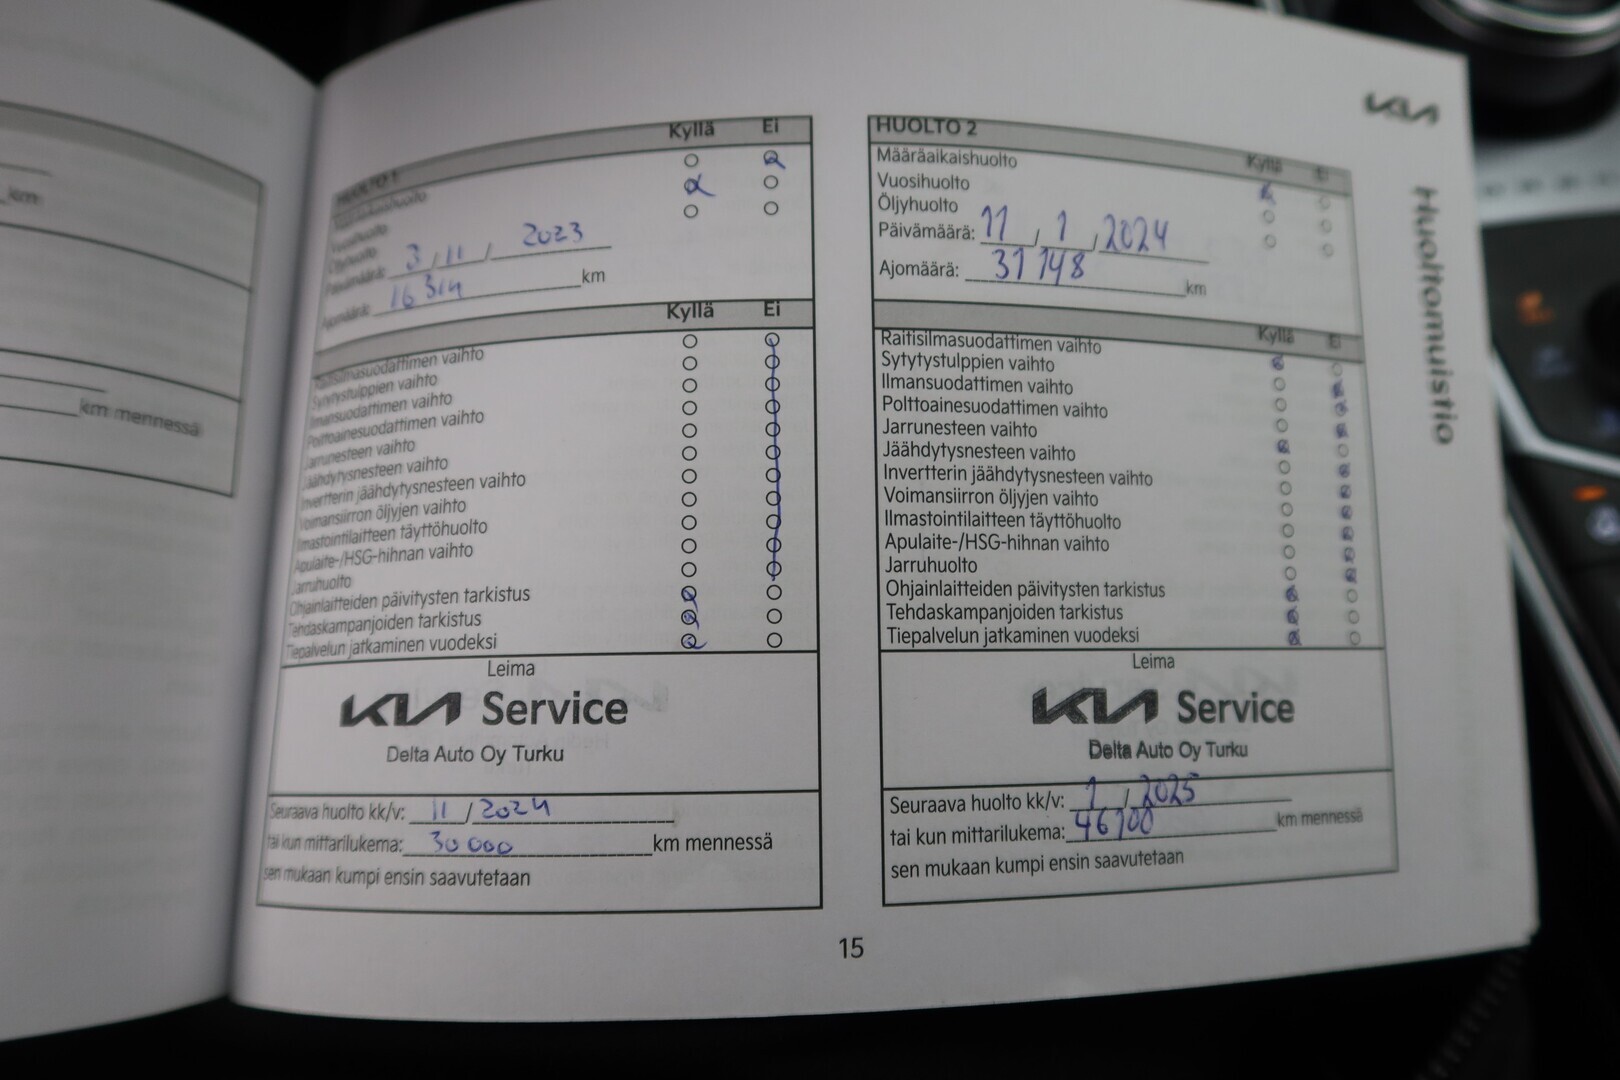 km
km mennessä
HUOLTO 1
Kyllä Ei
Määräaikaishuolto
Vuosihuolto
Öljyhuolto
Päivämäärä: 3 / 11 / 2023
Ajomäärä: 16 314 km
Kyllä Ei
Raitisilmasuodattimen vaihto
Sytytystulppien vaihto
Ilmansuodattimen vaihto
Polttoainesuodattimen vaihto
Jarrunesteen vaihto
Jäähdytysnesteen vaihto
Invertterin jäähdytysnesteen vaihto
Voimansiirron öljyjen vaihto
Ilmastointilaitteen täyttöhuolto
Apulaite-/HSG-hihnan vaihto
Jarruhuolto
Ohjainlaitteiden päivitysten tarkistus
Tehdaskampanjoiden tarkistus
Tiepalvelun jatkaminen vuodeksi
Leima
KIA Service
Delta Auto Oy Turku
Seuraava huolto kk/v: 11 / 2024
tai kun mittarilukema: 30 000 km mennessä
sen mukaan kumpi ensin saavutetaan
HUOLTO 2
Kyllä Ei
Määräaikaishuolto
Vuosihuolto
Öljyhuolto
Päivämäärä: 11 / 1 / 2024
Ajomäärä: 31 148 km
Kyllä Ei
Raitisilmasuodattimen vaihto
Sytytystulppien vaihto
Ilmansuodattimen vaihto
Polttoainesuodattimen vaihto
Jarrunesteen vaihto
Jäähdytysnesteen vaihto
Invertterin jäähdytysnesteen vaihto
Voimansiirron öljyjen vaihto
Ilmastointilaitteen täyttöhuolto
Apulaite-/HSG-hihnan vaihto
Jarruhuolto
Ohjainlaitteiden päivitysten tarkistus
Tehdaskampanjoiden tarkistus
Tiepalvelun jatkaminen vuodeksi
Leima
KIA Service
Delta Auto Oy Turku
Seuraava huolto kk/v: 1 / 2025
tai kun mittarilukema: 46100 km mennessä
sen mukaan kumpi ensin saavutetaan
KIA
Huoltomuistio
15